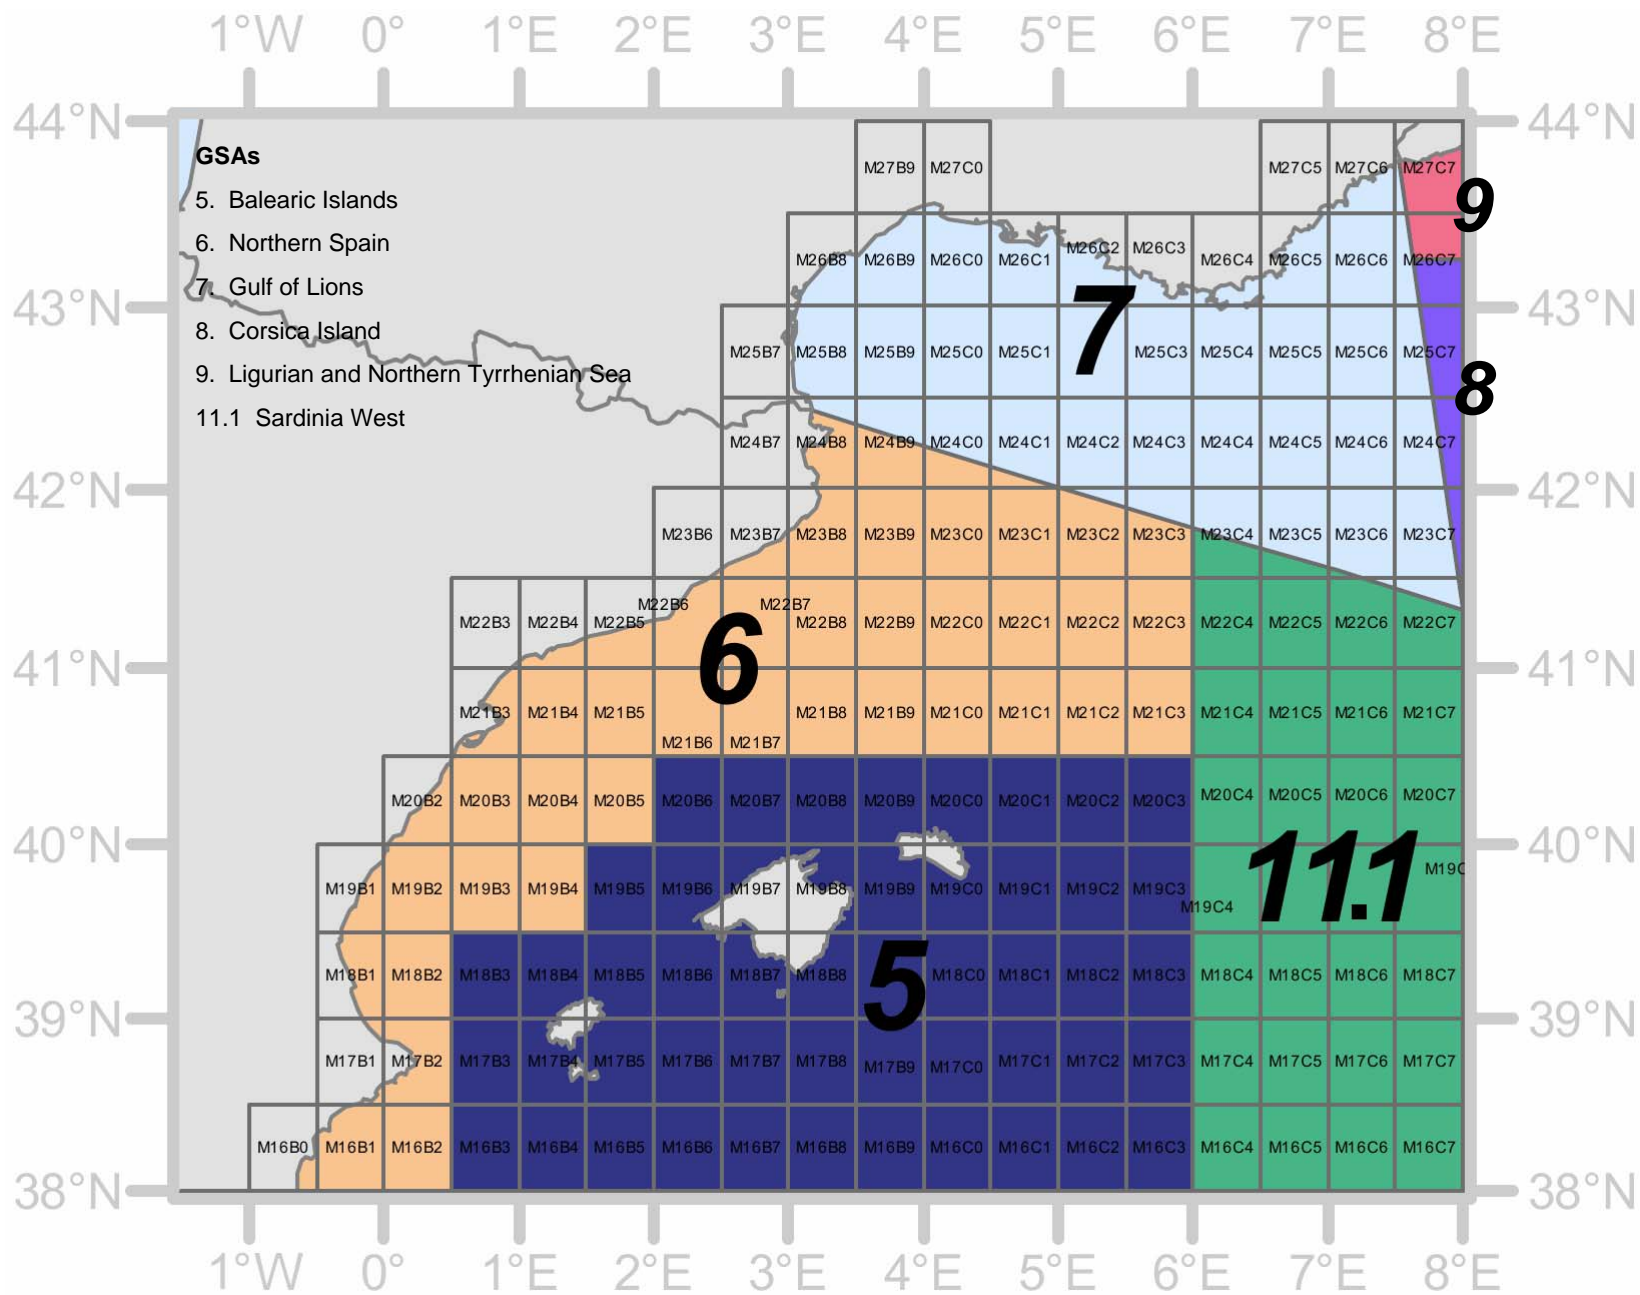 1°W 0° 1°E 2°E 3°E 4°E 5°E 6°E 7°E 8°E
44°N 44°N
GSAs
5. Balearic Islands
6. Northern Spain
7. Gulf of Lions
8. Corsica Island
9. Ligurian and Northern Tyrrhenian Sea
11.1 Sardinia West
M27B9 M27C0 M27C5 M27C6 M27C7
9
M26B8 M26B9 M26C0 M26C1 M26C2 M26C3 M26C4 M26C5 M26C6 M26C7
43°N 43°N
7
M25B7 M25B8 M25B9 M25C0 M25C1 M25C3 M25C4 M25C5 M25C6 M25C7
8
M24B7 M24B8 M24B9 M24C0 M24C1 M24C2 M24C3 M24C4 M24C5 M24C6 M24C7
42°N 42°N
M23B6 M23B7 M23B8 M23B9 M23C0 M23C1 M23C2 M23C3 M23C4 M23C5 M23C6 M23C7
M22B6 M22B7
M22B3 M22B4 M22B5 M22B8 M22B9 M22C0 M22C1 M22C2 M22C3 M22C4 M22C5 M22C6 M22C7
6
41°N 41°N
M21B3 M21B4 M21B5 M21B8 M21B9 M21C0 M21C1 M21C2 M21C3 M21C4 M21C5 M21C6 M21C7
M21B6 M21B7
M20B2 M20B3 M20B4 M20B5 M20B6 M20B7 M20B8 M20B9 M20C0 M20C1 M20C2 M20C3 M20C4 M20C5 M20C6 M20C7
40°N 40°N
M19B1 M19B2 M19B3 M19B4 M19B5 M19B6 M19B7 M19B8 M19B9 M19C0 M19C1 M19C2 M19C3 M19C4 11.1 M19C
M18B1 M18B2 M18B3 M18B4 M18B5 M18B6 M18B7 M18B8 5 M18C0 M18C1 M18C2 M18C3 M18C4 M18C5 M18C6 M18C7
39°N 39°N
M17B1 M17B2 M17B3 M17B4 M17B5 M17B6 M17B7 M17B8 M17B9 M17C0 M17C1 M17C2 M17C3 M17C4 M17C5 M17C6 M17C7
M16B0 M16B1 M16B2 M16B3 M16B4 M16B5 M16B6 M16B7 M16B8 M16B9 M16C0 M16C1 M16C2 M16C3 M16C4 M16C5 M16C6 M16C7
38°N 38°N
1°W 0° 1°E 2°E 3°E 4°E 5°E 6°E 7°E 8°E